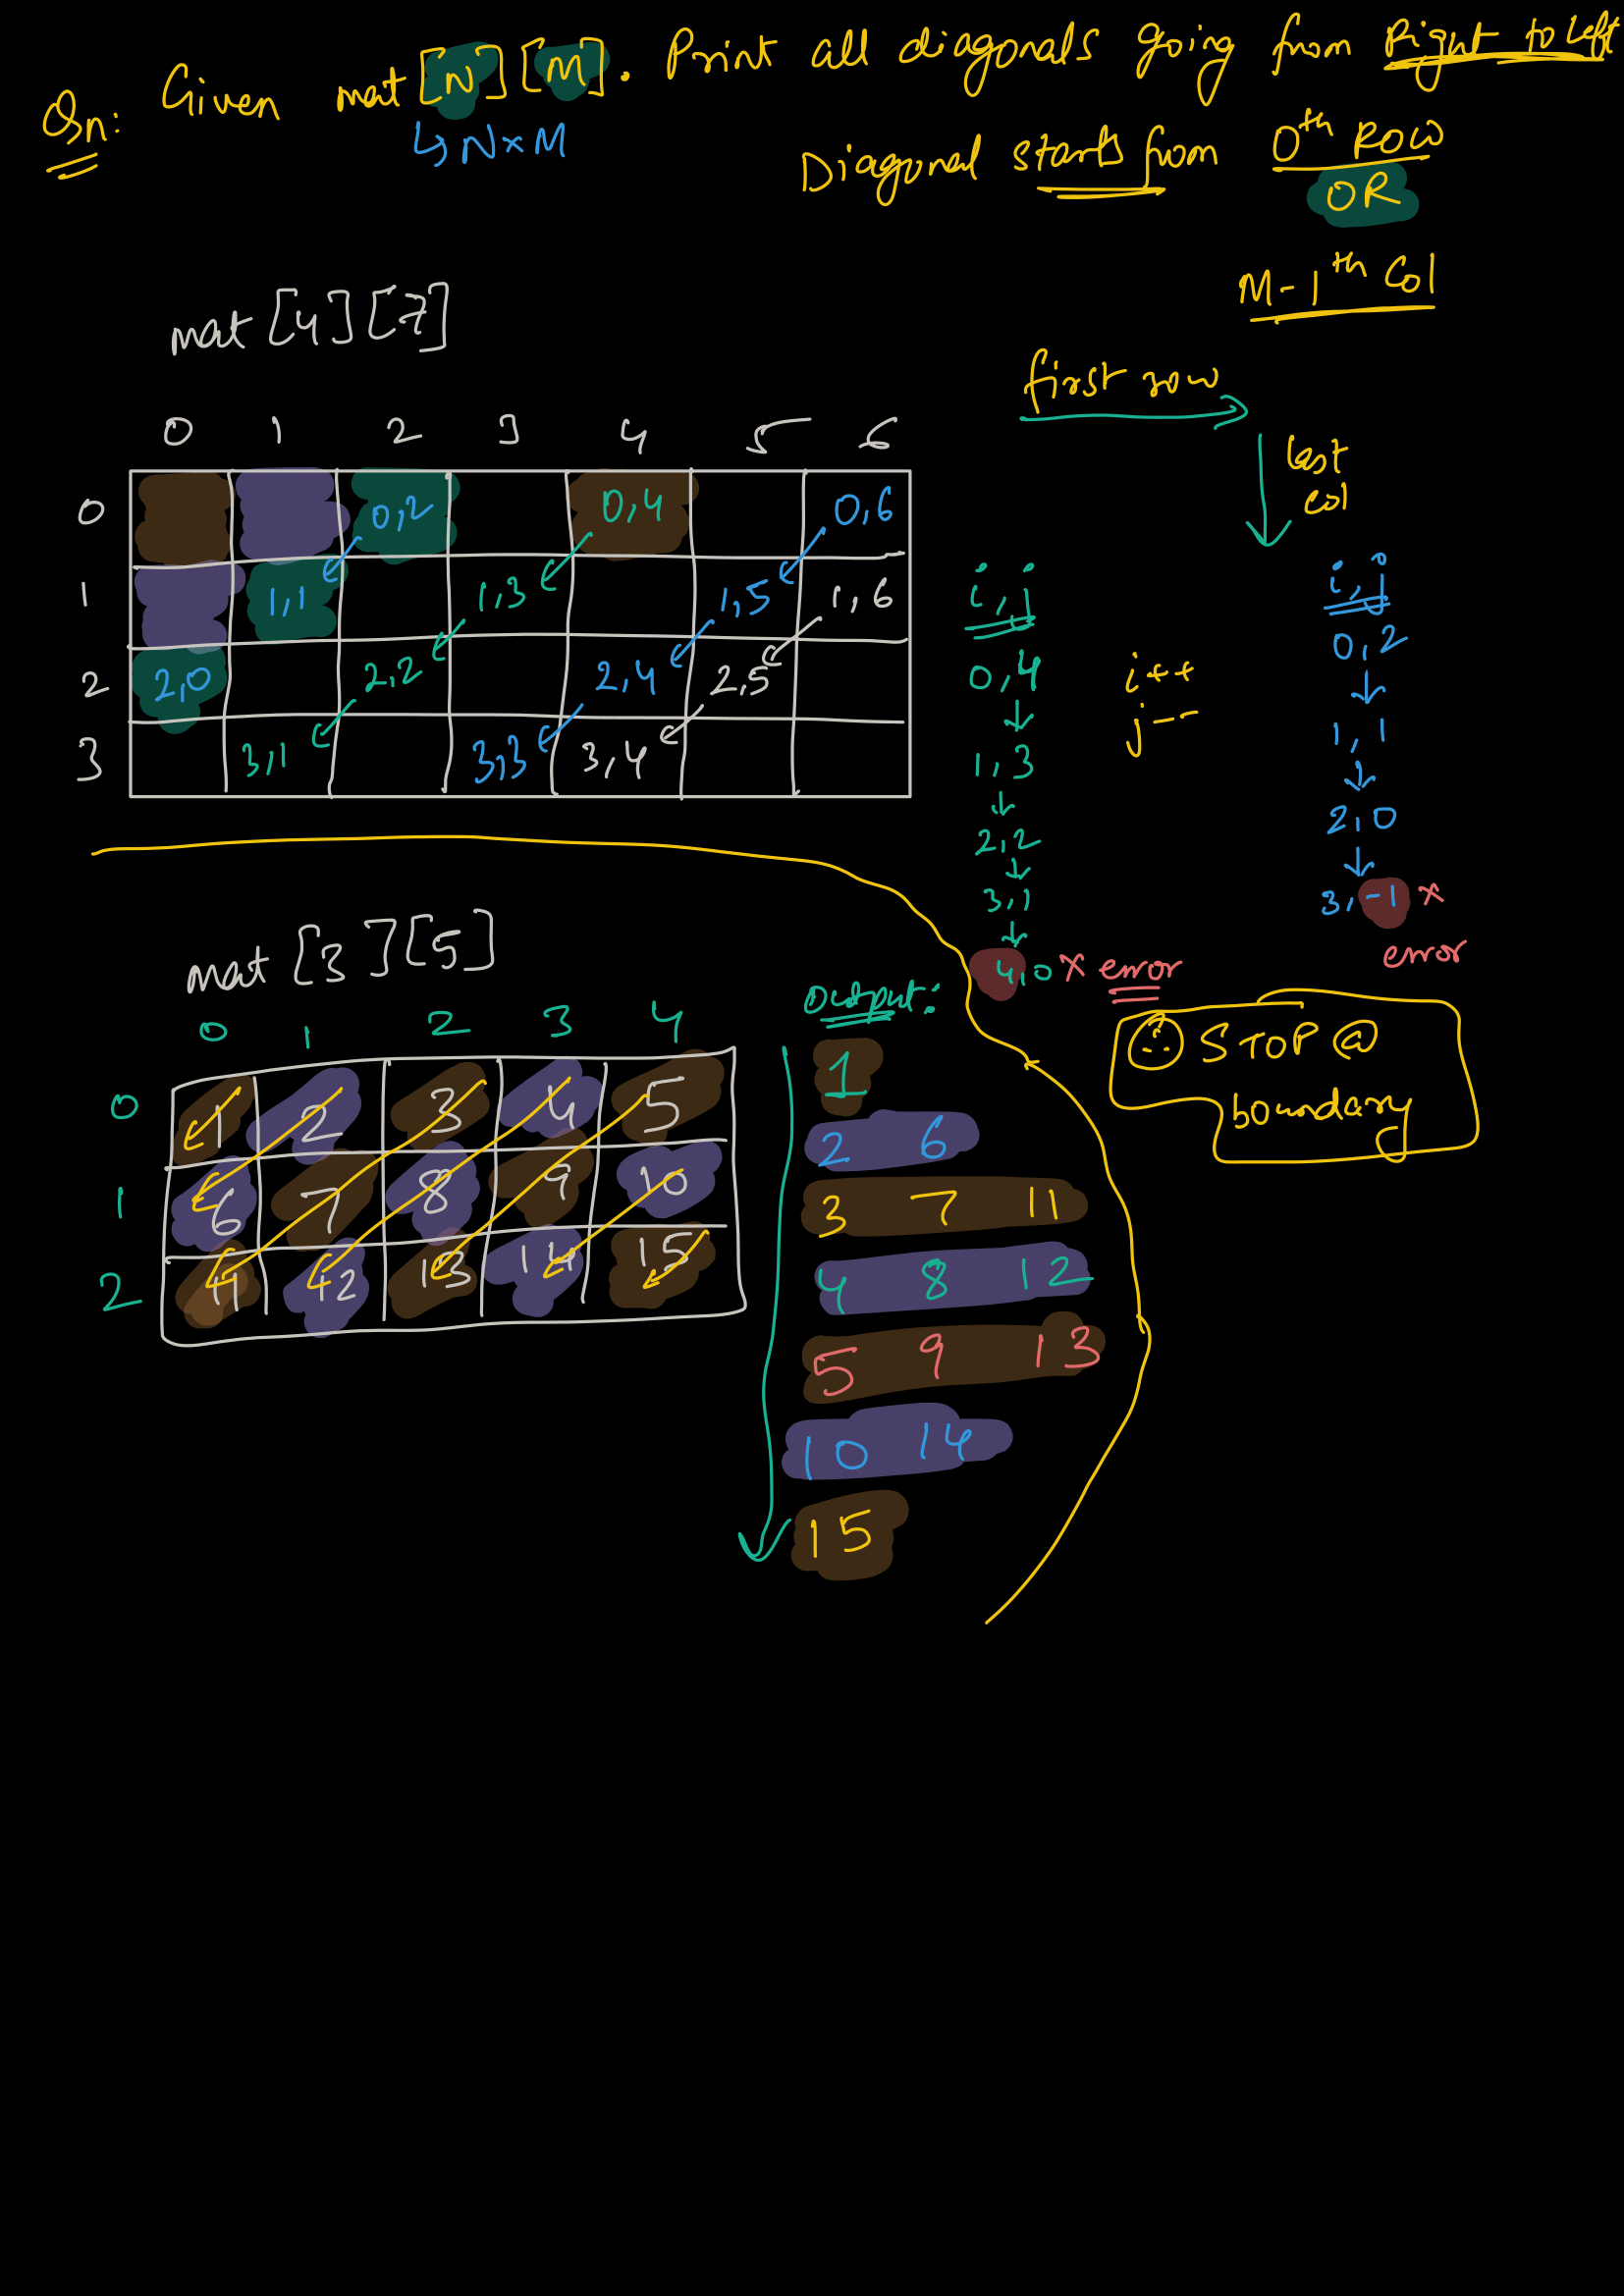 Qn: Given mat[N][M]. Print all diagonals going from Right to left
↳ N×M
Diagonal starts from 0th Row
OR
M-1th Col
mat[4][7]
first row
last
col
0 1 2 3 4 5 6
0 0,2 0,4 0,6
1 1,1 1,3 1,5 1,6
2 2,0 2,2 2,4 2,5
3 3,1 3,3 3,4
i,j
0,4
↓
1,3
↓
2,2
↓
3,1
↓
4,0 × error
i++
j--
i,j
0,2
↓
1,1
↓
2,0
↓
3,-1 ×
error
STOP @
boundary
mat[3][5]
0 1 2 3 4
0 1 2 3 4 5
1 6 7 8 9 10
2 11 12 13 14 15
Output:
1
2 6
3 7 11
4 8 12
5 9 13
10 14
15